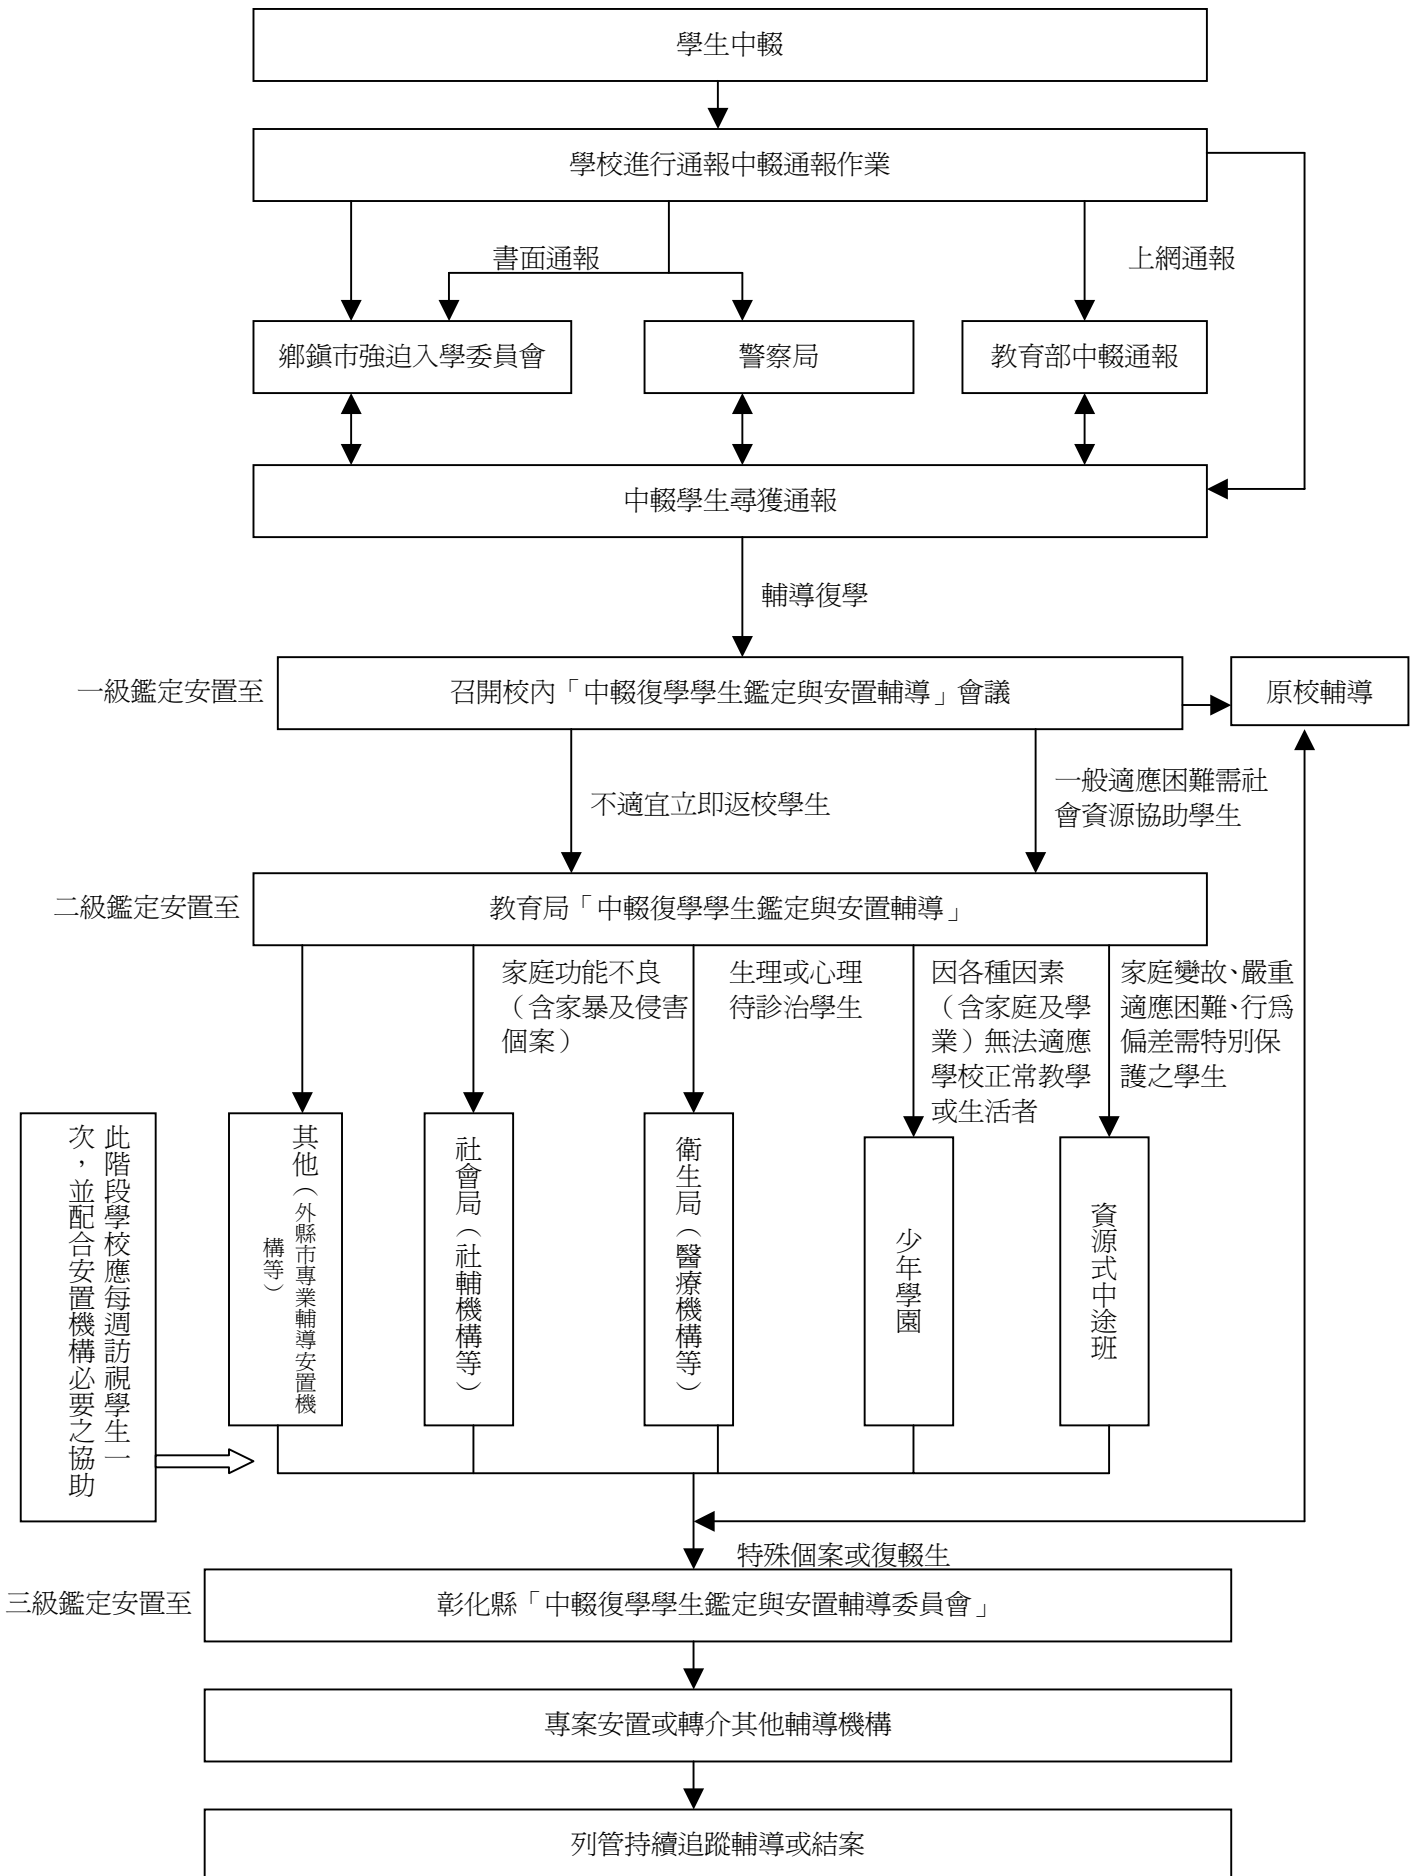 學生中輟
學校進行通報中輟通報作業
書面通報
上網通報
鄉鎮市強迫入學委員會
警察局
教育部中輟通報
中輟學生尋獲通報
輔導復學
一級鑑定安置至
召開校內「中輟復學學生鑑定與安置輔導」會議
原校輔導
不適宜立即返校學生
一般適應困難需社
會資源協助學生
二級鑑定安置至
教育局「中輟復學學生鑑定與安置輔導」
家庭功能不良
（含家暴及侵害
個案）
生理或心理
待診治學生
因各種因素
（含家庭及學
業）無法適應
學校正常教學
或生活者
家庭變故、嚴重
適應困難、行為
偏差需特別保
護之學生
此階段學校應每週訪視學生一
次，並配合安置機構必要之協助
其他（外縣市專業輔導安置機
構等）
社會局（社輔機構等）
衛生局（醫療機構等）
少年學園
資源式中途班
特殊個案或復輟生
三級鑑定安置至
彰化縣「中輟復學學生鑑定與安置輔導委員會」
專案安置或轉介其他輔導機構
列管持續追蹤輔導或結案